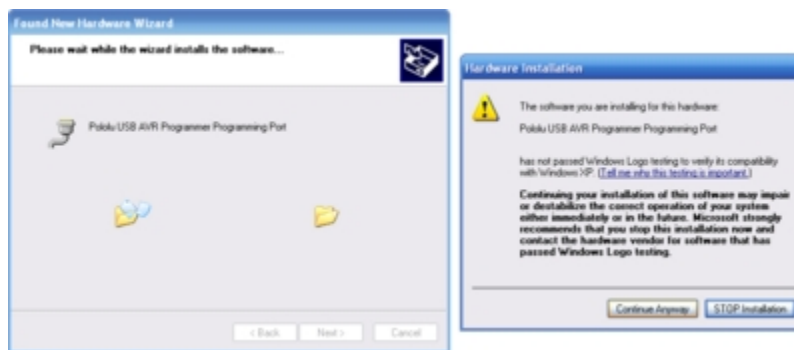 Found New Hardware Wizard
Please wait while the wizard installs the software...
Pololu USB AVR Programmer Programming Port
< Back
Next >
Cancel
Hardware Installation
The software you are installing for this hardware:
Pololu USB AVR Programmer Programming Port
has not passed Windows Logo testing to verify its compatibility
with Windows XP. (Tell me why this testing is important.)
Continuing your installation of this software may impair
or destabilize the correct operation of your system
either immediately or in the future. Microsoft strongly
recommends that you stop this installation now and
contact the hardware vendor for software that has
passed Windows Logo testing.
Continue Anyway
STOP Installation